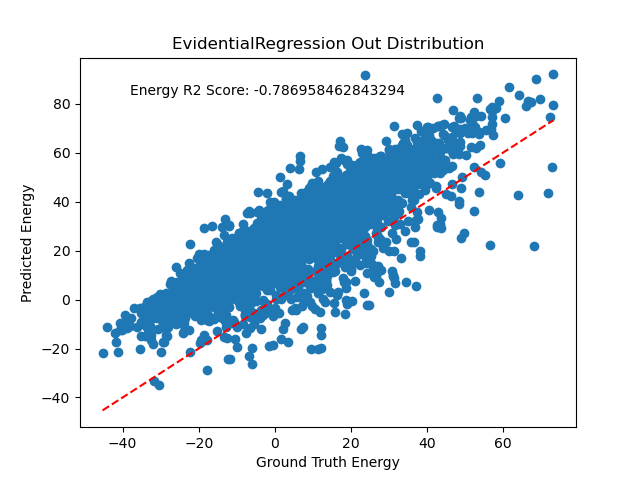 EvidentialRegression Out Distribution
Energy R2 Score: -0.786958462843294
Predicted Energy
80
60
40
20
0
−20
−40
−40 −20 0 20 40 60
Ground Truth Energy